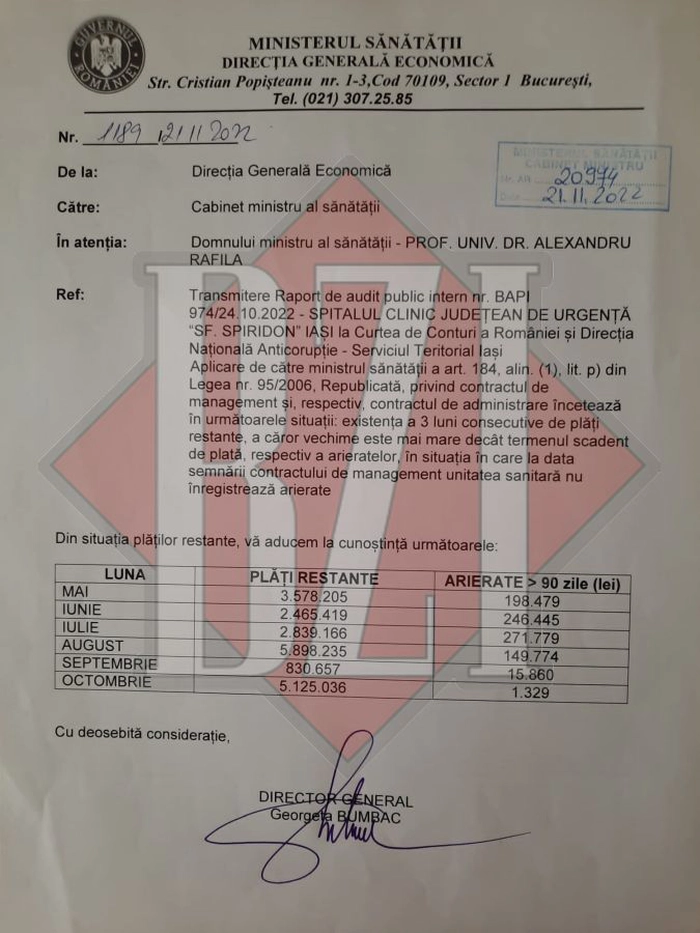 GUVERNUL ROMÂNIEI
MINISTERUL SĂNĂTĂȚII
DIRECȚIA GENERALĂ ECONOMICĂ
Str. Cristian Popișteanu nr. 1-3,Cod 70109, Sector 1 București,
Tel. (021) 307.25.85
Nr. 1189 / 21 11 2022
MINISTERUL SĂNĂTĂȚII
CABINET MINISTRU
20974
21.11.2022
De la: Direcția Generală Economică
Către: Cabinet ministru al sănătății
În atenția: Domnului ministru al sănătății - PROF. UNIV. DR. ALEXANDRU
RAFILA
Ref: Transmitere Raport de audit public intern nr. BAPI
974/24.10.2022 - SPITALUL CLINIC JUDEȚEAN DE URGENȚĂ
“SF. SPIRIDON” IAȘI la Curtea de Conturi a României și Direcția
Națională Anticorupție - Serviciul Teritorial Iași
Aplicare de către ministrul sănătății a art. 184, alin. (1), lit. p) din
Legea nr. 95/2006, Republicată, privind contractul de
management și, respectiv, contractul de administrare încetează
în următoarele situații: existența a 3 luni consecutive de plăți
restante, a căror vechime este mai mare decât termenul scadent
de plată, respectiv a arieratelor, în situația în care la data
semnării contractului de management unitatea sanitară nu
înregistrează arierate
BZI
Din situația plăților restante, vă aducem la cunoștință următoarele:
LUNA PLĂȚI RESTANTE ARIERATE > 90 zile (lei)
MAI 3.578.205 198.479
IUNIE 2.465.419 246.445
IULIE 2.839.166 271.779
AUGUST 5.898.235 149.774
SEPTEMBRIE 830.657 15.860
OCTOMBRIE 5.125.036 1.329
Cu deosebită considerație,
DIRECTOR GENERAL
Georgeta BUMBAC